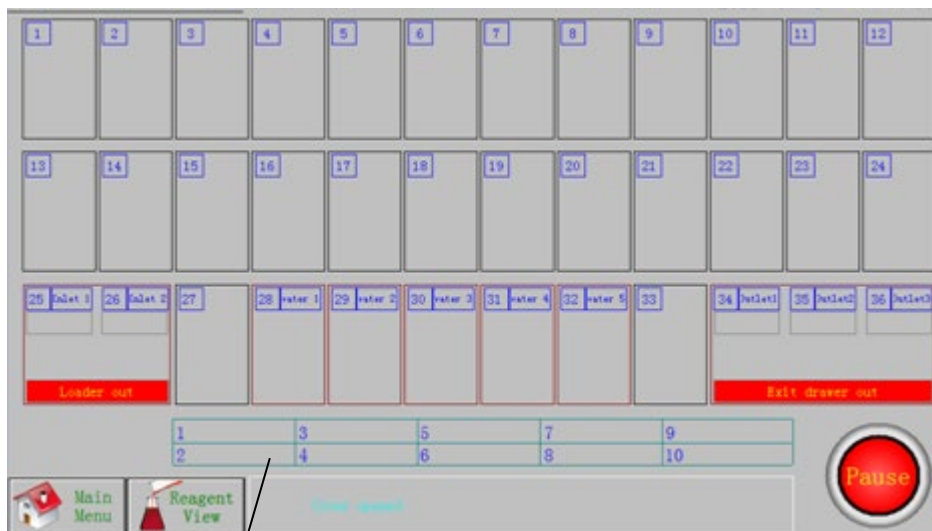 1 2 3 4 5 6 7 8 9 10 11 12
13 14 15 16 17 18 19 20 21 22 23 24
25 Inlet 1 26 Inlet 2 27 28 water 1 29 water 2 30 water 3 31 water 4 32 water 5 33 34 Outlet1 35 Outlet2 36 Outlet3
Loader out Exit drawer out
1 3 5 7 9
2 4 6 8 10
Pause
Main Menu
Reagent View